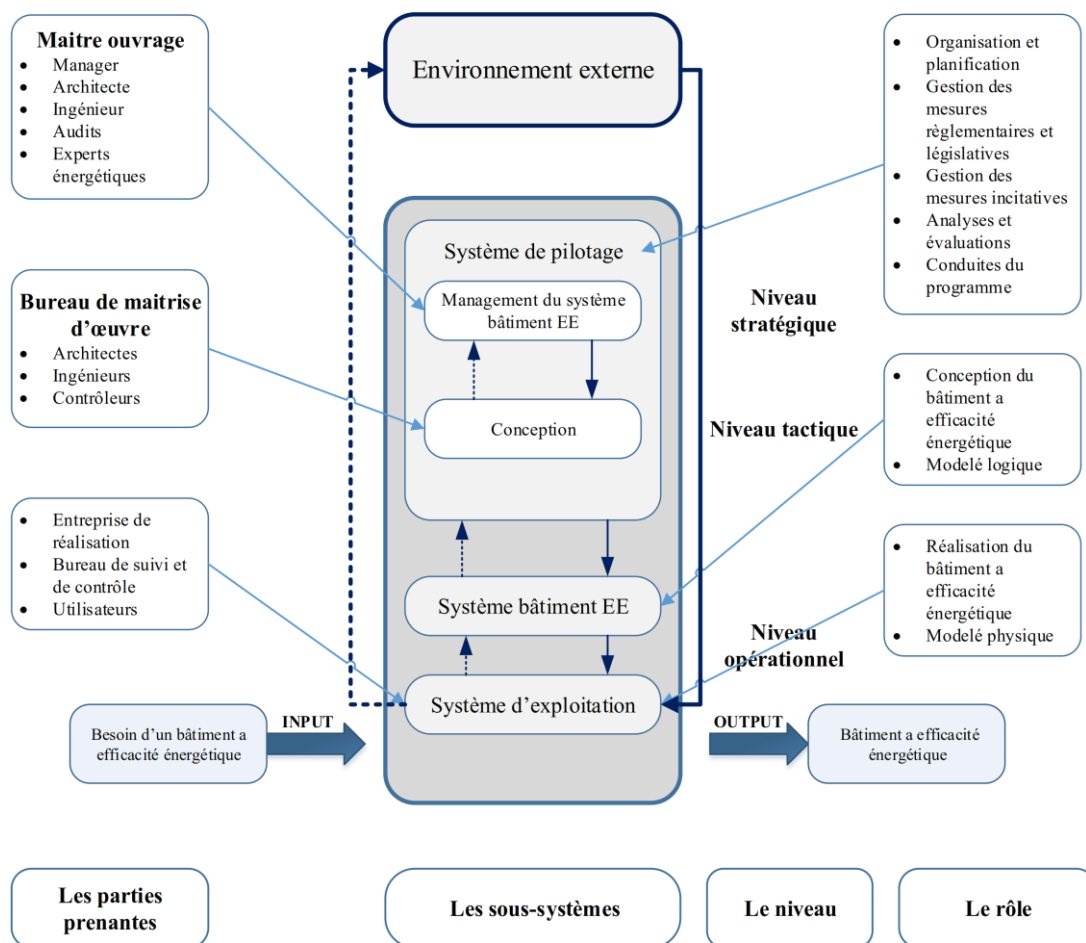 Maitre ouvrage
• Manager
• Architecte
• Ingénieur
• Audits
• Experts
énergétiques
Bureau de maitrise
d’œuvre
• Architectes
• Ingénieurs
• Contrôleurs
• Entreprise de
réalisation
• Bureau de suivi et
de contrôle
• Utilisateurs
Besoin d’un bâtiment a
efficacité énergétique
INPUT
Environnement externe
Système de pilotage
Management du système
bâtiment EE
Conception
Système bâtiment EE
Système d’exploitation
Niveau
stratégique
Niveau tactique
Niveau
opérationnel
OUTPUT
• Organisation et
planification
• Gestion des
mesures
règlementaires et
législatives
• Gestion des
mesures incitatives
• Analyses et
évaluations
• Conduites du
programme
• Conception du
bâtiment a
efficacité
énergétique
• Modelé logique
• Réalisation du
bâtiment a
efficacité
énergétique
• Modelé physique
Bâtiment a efficacité
énergétique
Les parties
prenantes
Les sous-systèmes
Le niveau
Le rôle